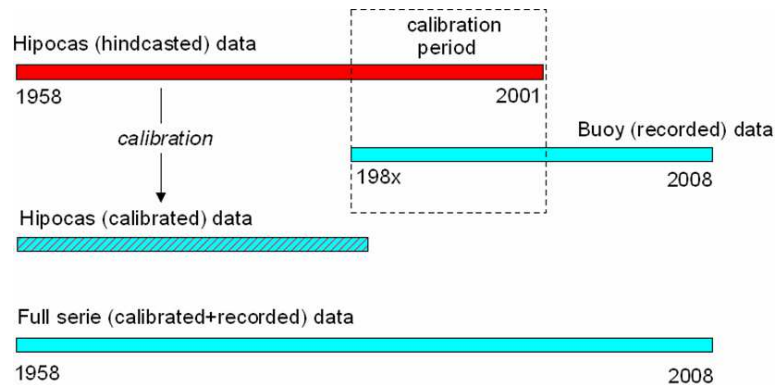 calibration
period
Hipocas (hindcasted) data
1958
2001
calibration
Buoy (recorded) data
198x
2008
Hipocas (calibrated) data
Full serie (calibrated+recorded) data
1958
2008